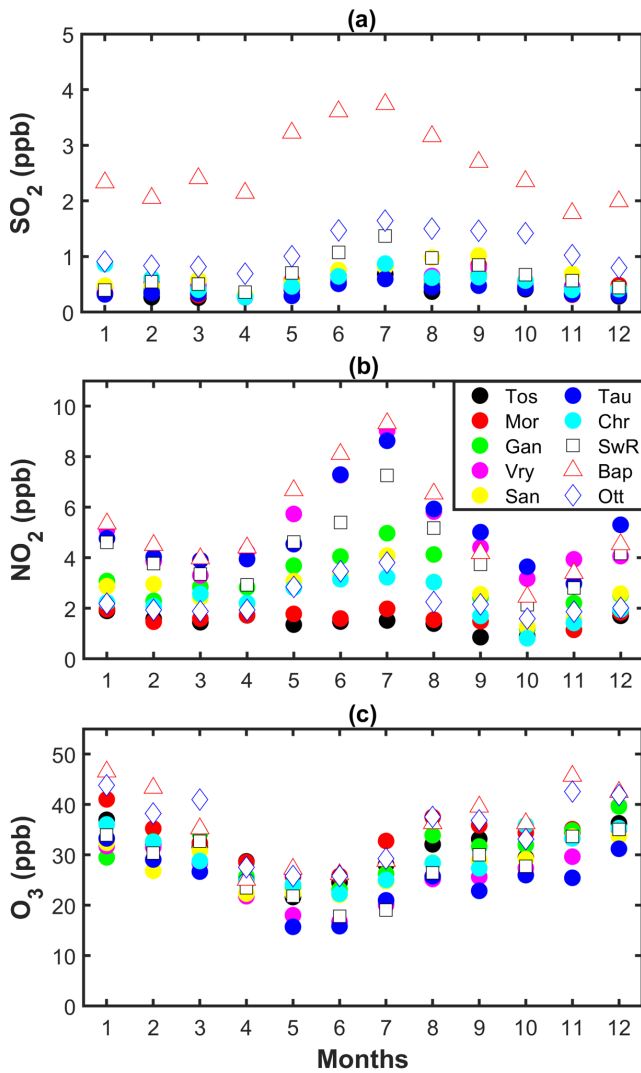 (a)
SO2 (ppb)
5
4
3
2
1
0
1 2 3 4 5 6 7 8 9 10 11 12
(b)
NO2 (ppb)
10
8
6
4
2
0
Tos Tau
Mor Chr
Gan SwR
Vry Bap
San Ott
1 2 3 4 5 6 7 8 9 10 11 12
(c)
O3 (ppb)
50
40
30
20
10
0
1 2 3 4 5 6 7 8 9 10 11 12
Months